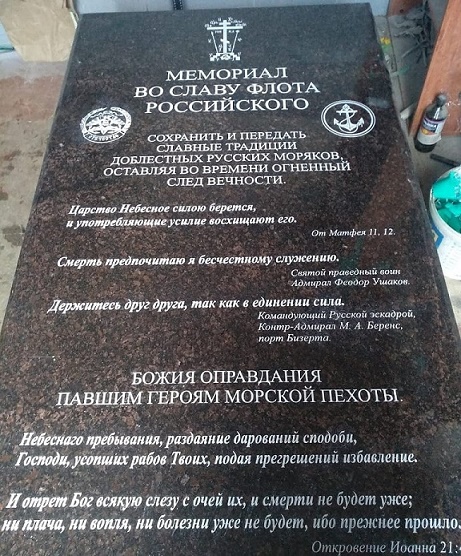 МЕМОРИАЛ
ВО СЛАВУ ФЛОТА
РОССИЙСКОГО
СОХРАНИТЬ И ПЕРЕДАТЬ
СЛАВНЫЕ ТРАДИЦИИ
ДОБЛЕСТНЫХ РУССКИХ МОРЯКОВ,
ОСТАВЛЯЯ ВО ВРЕМЕНИ ОГНЕННЫЙ
СЛЕД ВЕЧНОСТИ.
Царство Небесное силою берется,
и употребляющие усилие восхищают его.
От Матфея 11, 12.
Смерть предпочитаю я бесчестному служению.
Святой праведный воин
Адмирал Феодор Ушаков.
Держитесь друг друга, так как в единении сила.
Командующий Русской эскадрой,
Контр-Адмирал М. А. Беренс,
порт Бизерта.
БОЖИЯ ОПРАВДАНИЯ
ПАВШИМ ГЕРОЯМ МОРСКОЙ ПЕХОТЫ.
Небеснаго пребывания, раздаяние дарований сподоби,
Господи, усопших рабов Твоих, подая прегрешений избавление.
И отрет Бог всякую слезу с очей их, и смерти не будет уже;
ни плача, ни вопля, ни болезни уже не будет, ибо прежнее прошло.
Откровение Иоанна 21:4